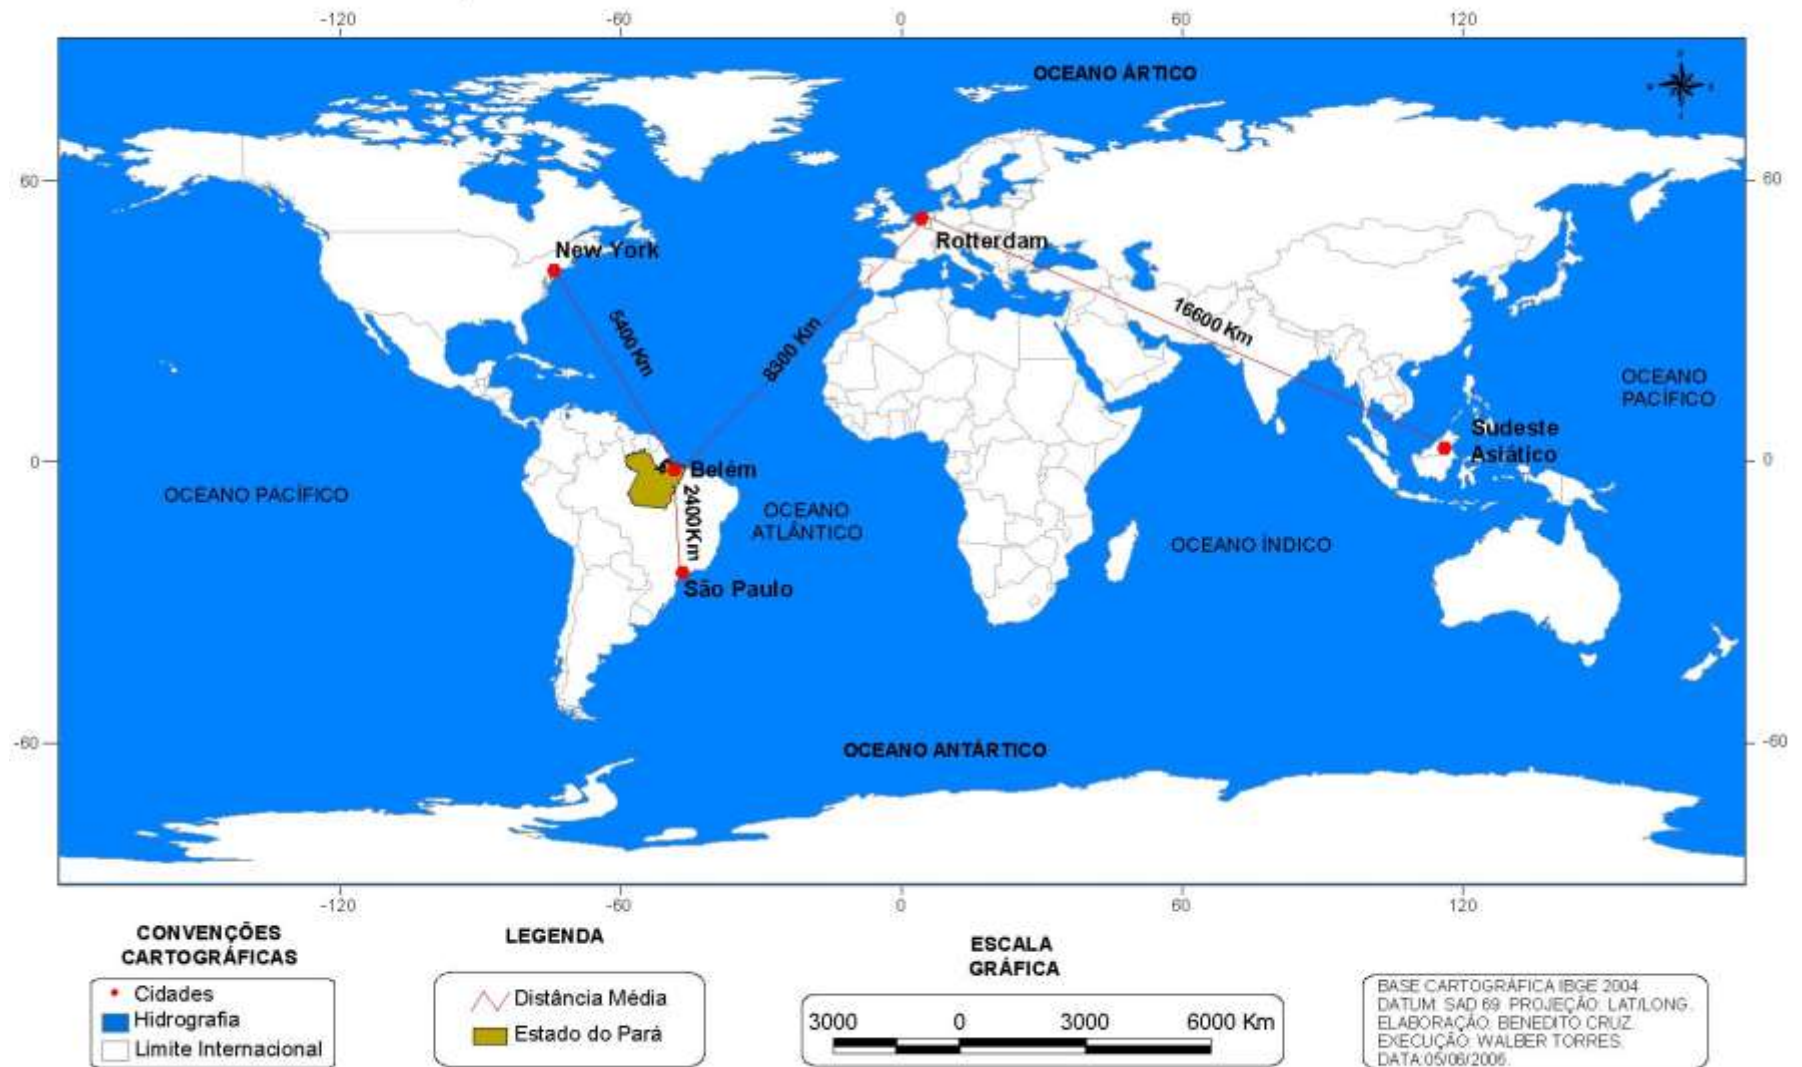 -120 -60 0 60 120
OCEANO ÁRTICO
60 60
New York
Rotterdam
5400 Km
8300 Km
16600 Km
OCEANO
PACÍFICO
Sudeste
Asiático
0 0
Belém
OCEANO PACÍFICO
2400Km
OCEANO
ATLÂNTICO
OCEANO ÍNDICO
São Paulo
-60 -60
OCEANO ANTÁRTICO
-120 -60 0 60 120
CONVENÇÕES
CARTOGRÁFICAS
Cidades
Hidrografia
Limite Internacional
LEGENDA
Distância Média
Estado do Pará
ESCALA
GRÁFICA
3000 0 3000 6000 Km
BASE CARTOGRÁFICA IBGE 2004
DATUM: SAD 69. PROJEÇÃO: LAT/LONG.
ELABORAÇÃO: BENEDITO CRUZ.
EXECUÇÃO: WALBER TORRES.
DATA:05/06/2006.